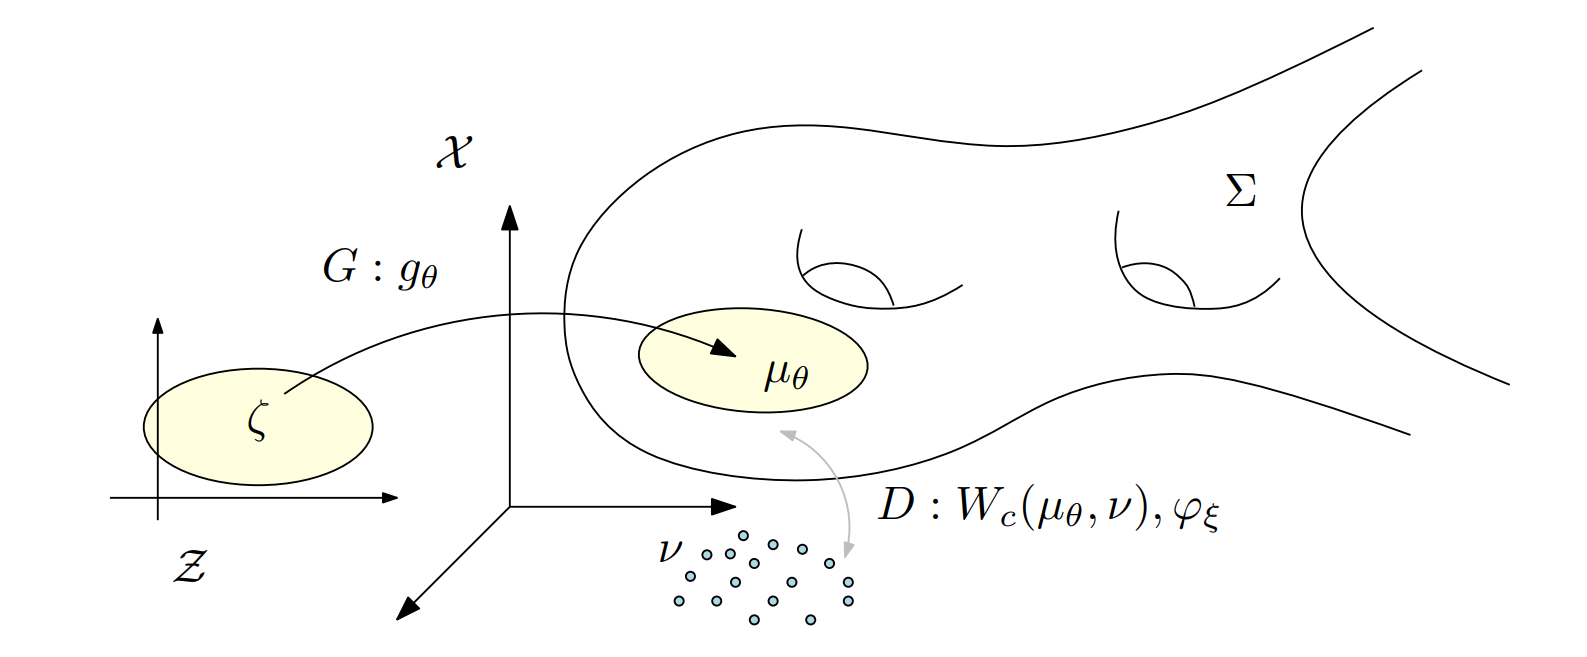 𝒳
Σ
G : g_θ
μ_θ
ζ
D : W_c(μ_θ, ν), φ_ξ
ν
𝒵